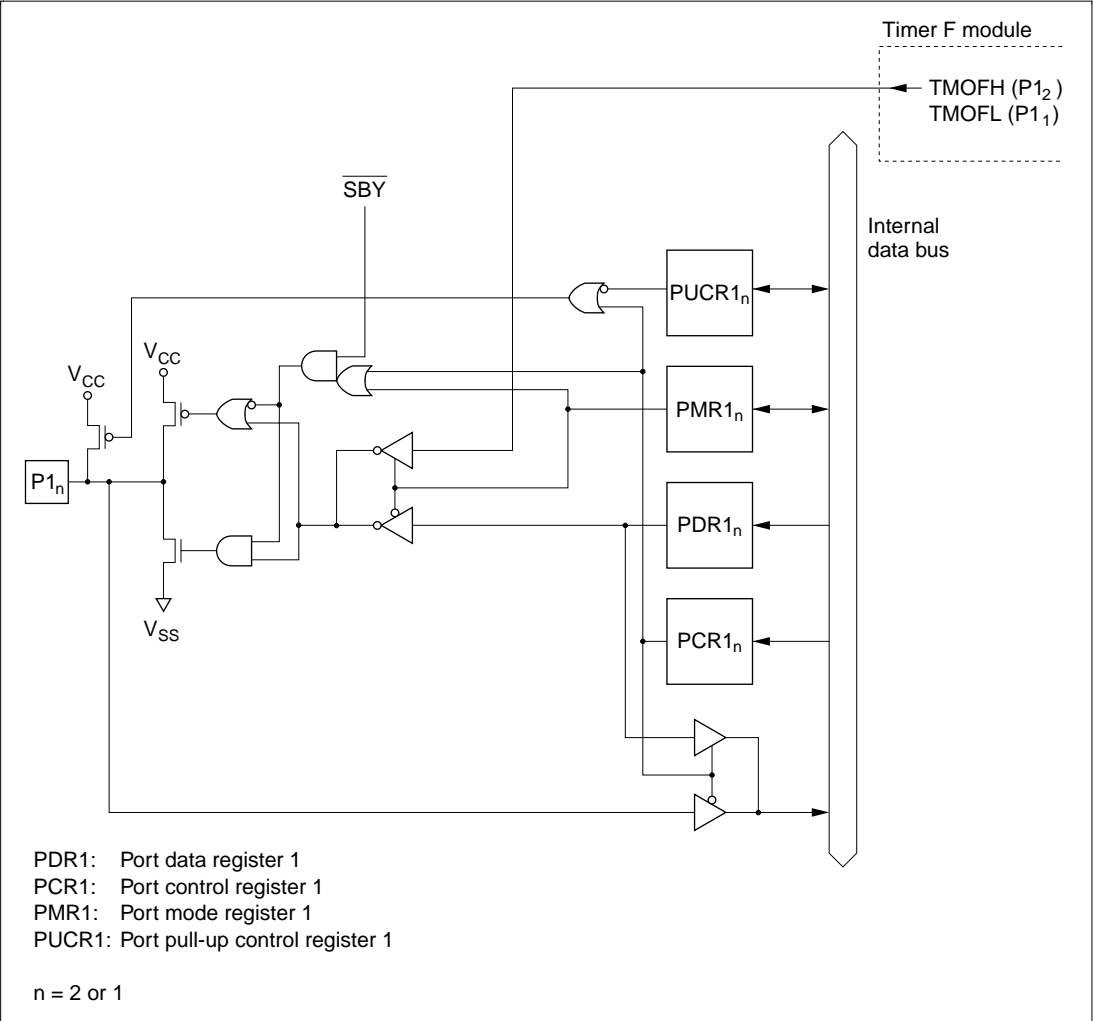 Timer F module
TMOFH (P1₂)
TMOFL (P1₁)
SBY
Internal
data bus
PUCR1ₙ
VCC
VCC
PMR1ₙ
P1ₙ
PDR1ₙ
VSS
PCR1ₙ
PDR1: Port data register 1
PCR1: Port control register 1
PMR1: Port mode register 1
PUCR1: Port pull-up control register 1
n = 2 or 1